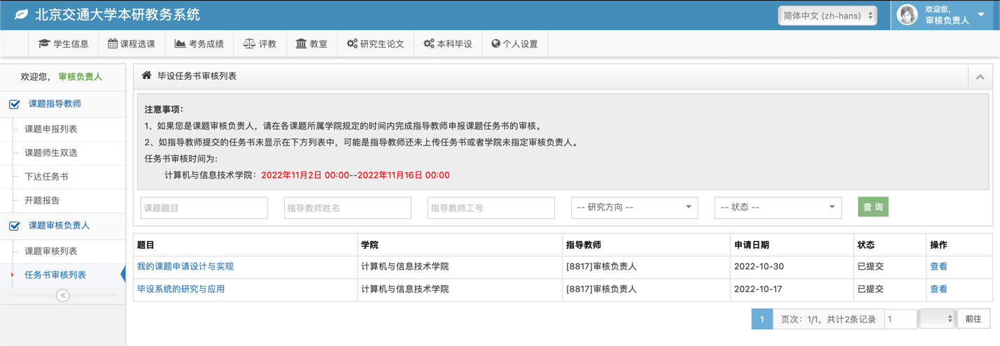 北京交通大学本研教务系统
简体中文 (zh-hans)
欢迎您,
审核负责人
学生信息
课程选课
考务成绩
评教
教室
研究生论文
本科毕设
个人设置
欢迎您， 审核负责人
课题指导教师
课题申报列表
课题师生双选
下达任务书
开题报告
课题审核负责人
课题审核列表
任务书审核列表
毕设任务书审核列表
注意事项：
1、如果您是课题审核负责人，请在各课题所属学院规定的时间内完成指导教师申报课题任务书的审核。
2、如指导教师提交的任务书未显示在下方列表中，可能是指导教师还未上传任务书或者学院未指定审核负责人。
任务书审核时间为:
计算机与信息技术学院：2022年11月2日 00:00--2022年11月16日 00:00
课题题目 指导教师姓名 指导教师工号 -- 研究方向 -- -- 状态 -- 查 询
题目 学院 指导教师 申请日期 状态 操作
我的课题申请设计与实现 计算机与信息技术学院 [8817]审核负责人 2022-10-30 已提交 查看
毕设系统的研究与应用 计算机与信息技术学院 [8817]审核负责人 2022-10-17 已提交 查看
1 页次：1/1，共计2条记录 1 前往